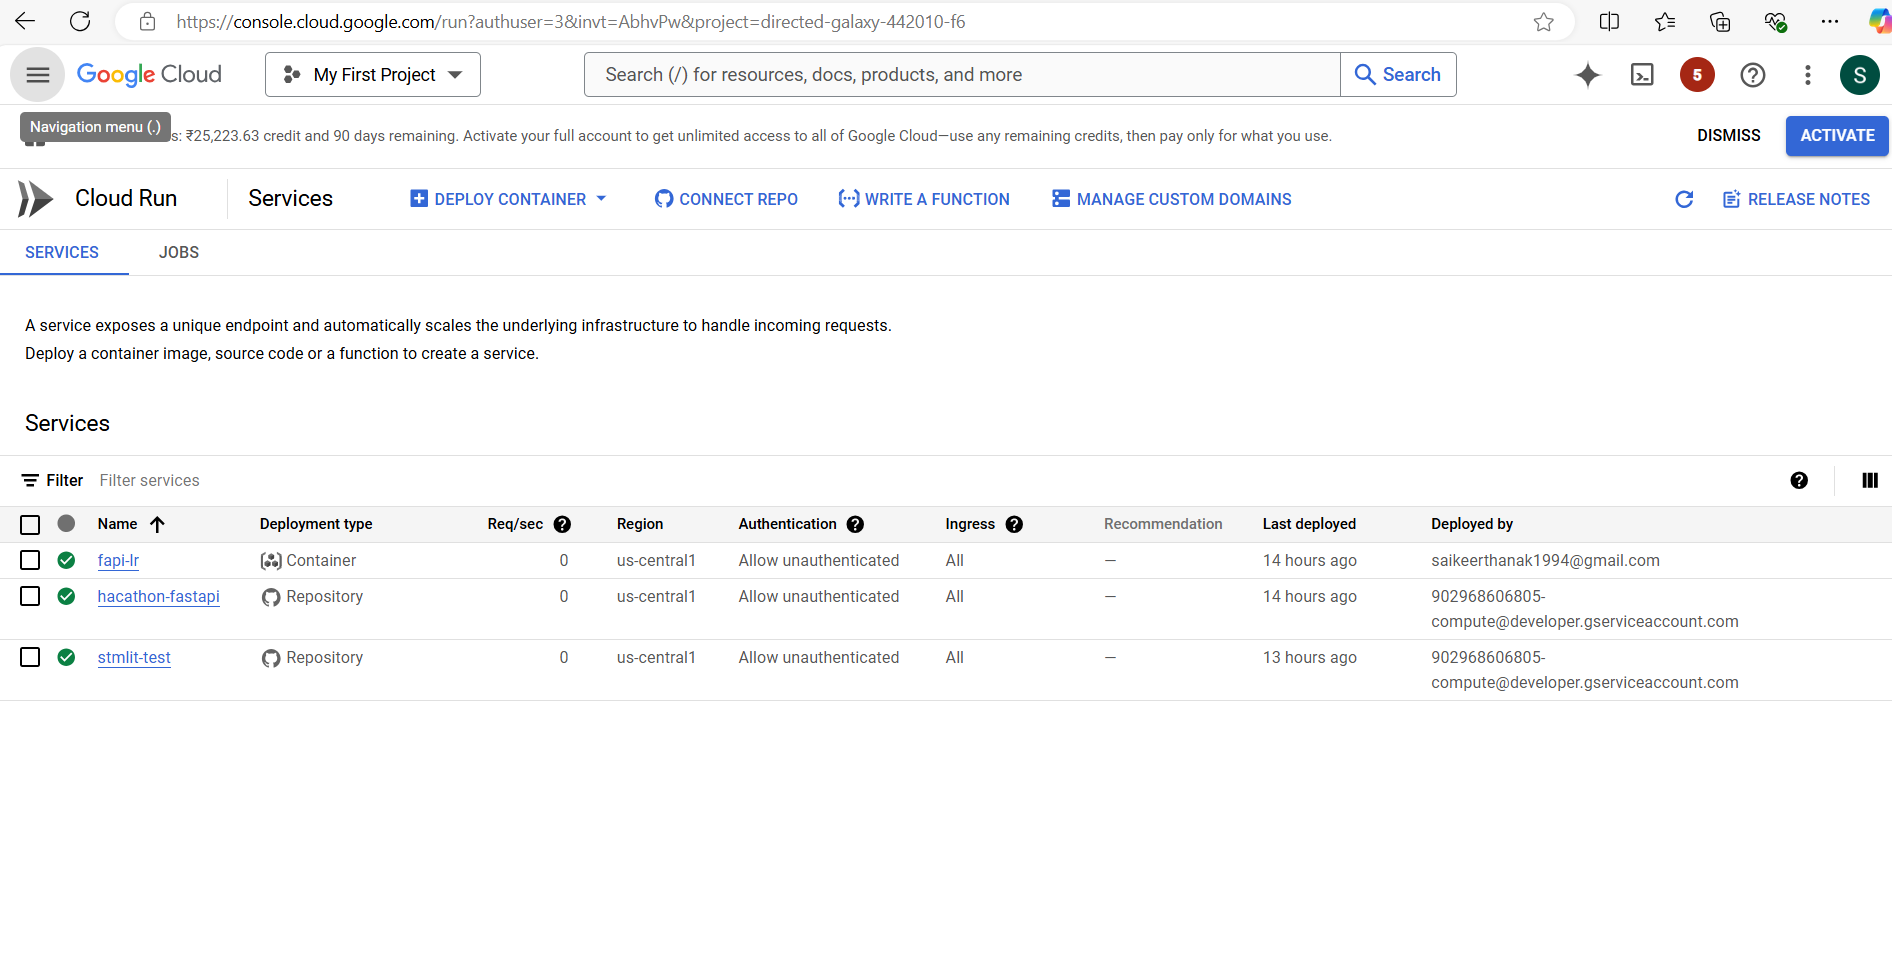 https://console.cloud.google.com/run?authuser=3&invt=AbhvPw&project=directed-galaxy-442010-f6
Google Cloud
My First Project
Search (/) for resources, docs, products, and more
Search
5
S
Navigation menu (.)
s: ₹25,223.63 credit and 90 days remaining. Activate your full account to get unlimited access to all of Google Cloud—use any remaining credits, then pay only for what you use.
DISMISS
ACTIVATE
Cloud Run
Services
DEPLOY CONTAINER
CONNECT REPO
WRITE A FUNCTION
MANAGE CUSTOM DOMAINS
RELEASE NOTES
SERVICES
JOBS
A service exposes a unique endpoint and automatically scales the underlying infrastructure to handle incoming requests.
Deploy a container image, source code or a function to create a service.
Services
Filter Filter services
Name Deployment type Req/sec Region Authentication Ingress Recommendation Last deployed Deployed by
fapi-lr Container 0 us-central1 Allow unauthenticated All — 14 hours ago saikeerthanak1994@gmail.com
hacathon-fastapi Repository 0 us-central1 Allow unauthenticated All — 14 hours ago 902968606805-
compute@developer.gserviceaccount.com
stmlit-test Repository 0 us-central1 Allow unauthenticated All — 13 hours ago 902968606805-
compute@developer.gserviceaccount.com